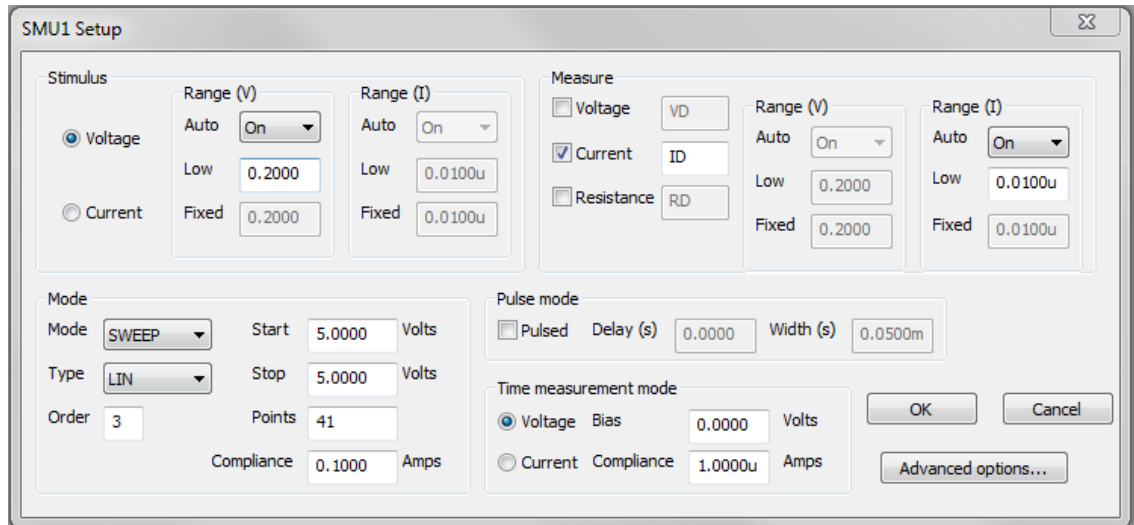 SMU1 Setup
Stimulus
Voltage
Current
Range (V)
Auto On
Low 0.2000
Fixed 0.2000
Range (I)
Auto On
Low 0.0100u
Fixed 0.0100u
Measure
Voltage VD
Current ID
Resistance RD
Range (V)
Auto On
Low 0.2000
Fixed 0.2000
Range (I)
Auto On
Low 0.0100u
Fixed 0.0100u
Mode
Mode SWEEP Start 5.0000 Volts
Type LIN Stop 5.0000 Volts
Order 3 Points 41
Compliance 0.1000 Amps
Pulse mode
Pulsed Delay (s) 0.0000 Width (s) 0.0500m
Time measurement mode
Voltage Bias 0.0000 Volts
Current Compliance 1.0000u Amps
OK Cancel
Advanced options...